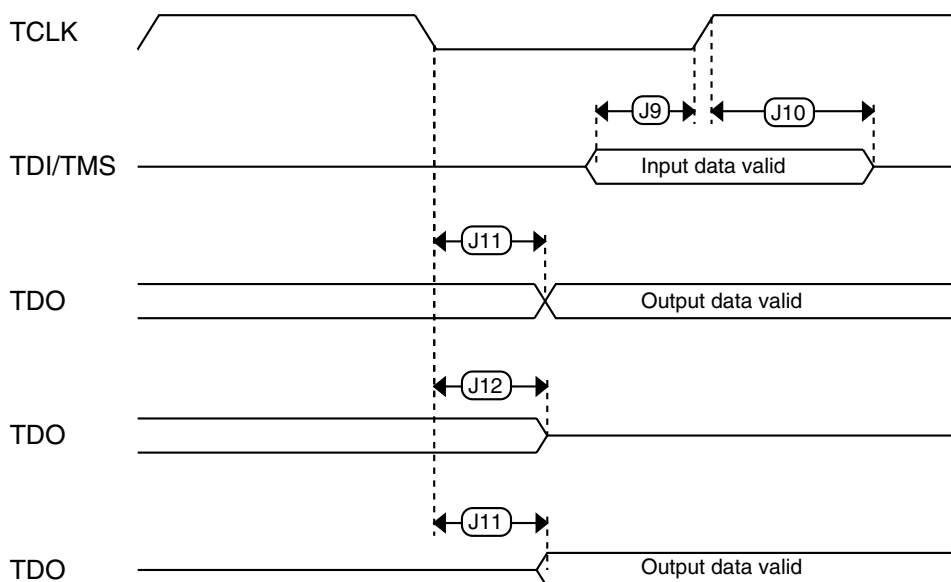 TCLK
J9
J10
TDI/TMS
Input data valid
J11
TDO
Output data valid
J12
TDO
J11
TDO
Output data valid